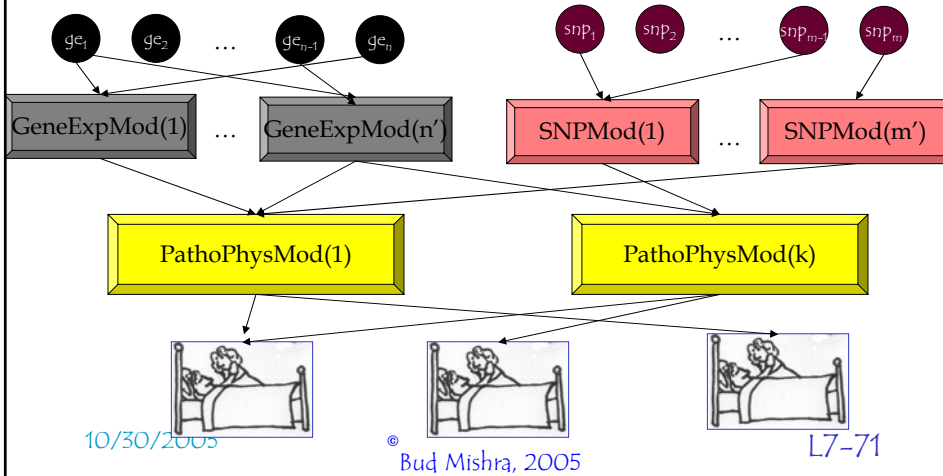 ge1 ge2 ... gen-1 gen snp1 snp2 ... snpm-1 snpm
GeneExpMod(1) ... GeneExpMod(n') SNPMod(1) ... SNPMod(m')
PathoPhysMod(1) PathoPhysMod(k)
10/30/2005 © L7-71
Bud Mishra, 2005